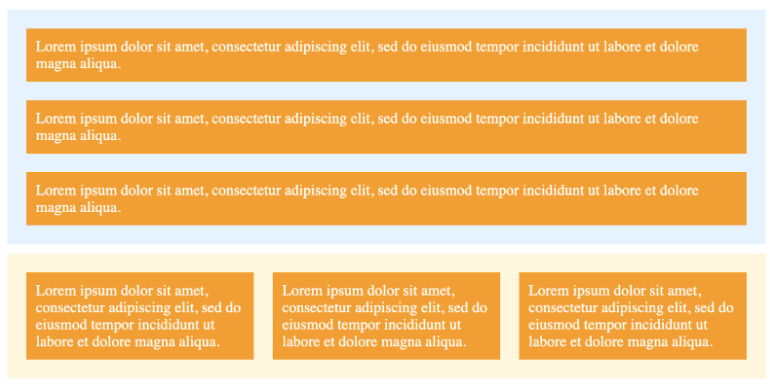 Lorem ipsum dolor sit amet, consectetur adipiscing elit, sed do eiusmod tempor incididunt ut labore et dolore
magna aliqua.
Lorem ipsum dolor sit amet, consectetur adipiscing elit, sed do eiusmod tempor incididunt ut labore et dolore
magna aliqua.
Lorem ipsum dolor sit amet, consectetur adipiscing elit, sed do eiusmod tempor incididunt ut labore et dolore
magna aliqua.
Lorem ipsum dolor sit amet,
consectetur adipiscing elit, sed do
eiusmod tempor incididunt ut
labore et dolore magna aliqua.
Lorem ipsum dolor sit amet,
consectetur adipiscing elit, sed do
eiusmod tempor incididunt ut
labore et dolore magna aliqua.
Lorem ipsum dolor sit amet,
consectetur adipiscing elit, sed do
eiusmod tempor incididunt ut
labore et dolore magna aliqua.